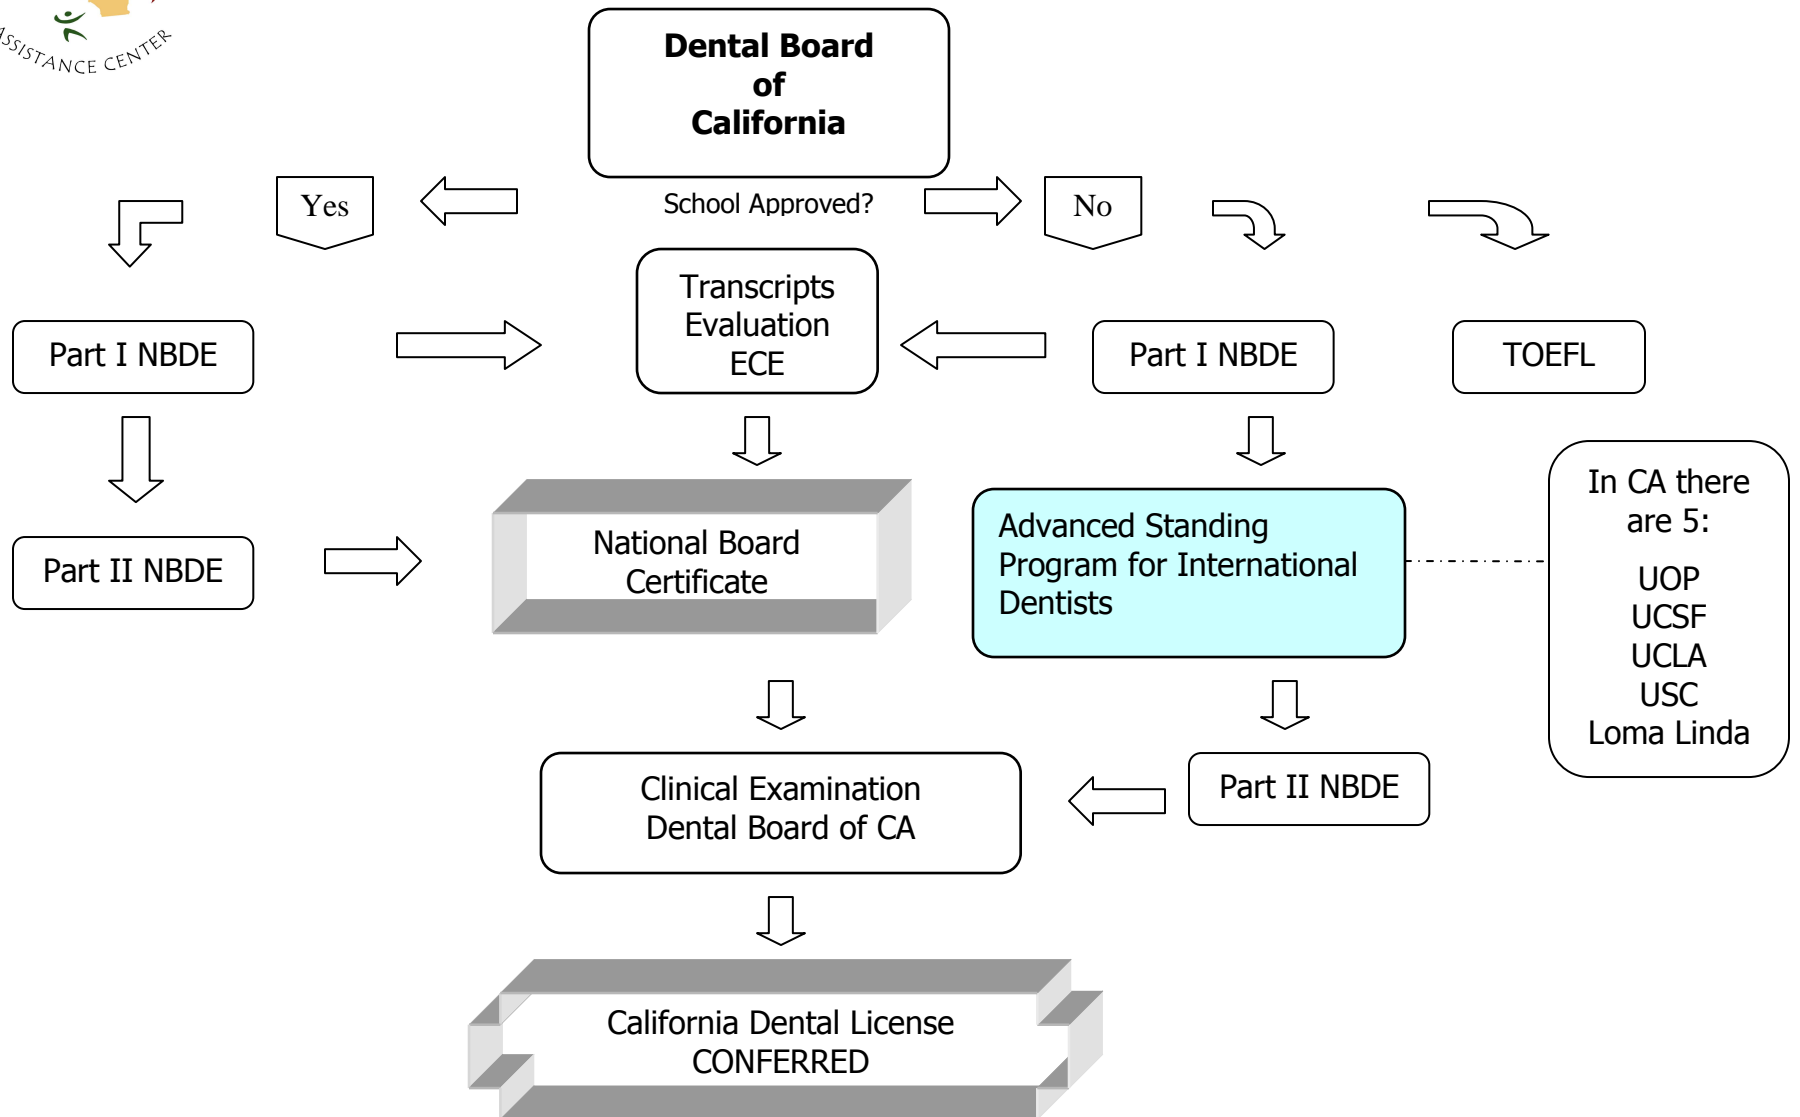 ASSISTANCE CENTER
Dental Board
of
California
Yes
School Approved?
No
Transcripts
Evaluation
ECE
Part I NBDE
Part I NBDE
TOEFL
In CA there
are 5:
UOP
UCSF
UCLA
USC
Loma Linda
Part II NBDE
National Board
Certificate
Advanced Standing
Program for International
Dentists
Clinical Examination
Dental Board of CA
Part II NBDE
California Dental License
CONFERRED